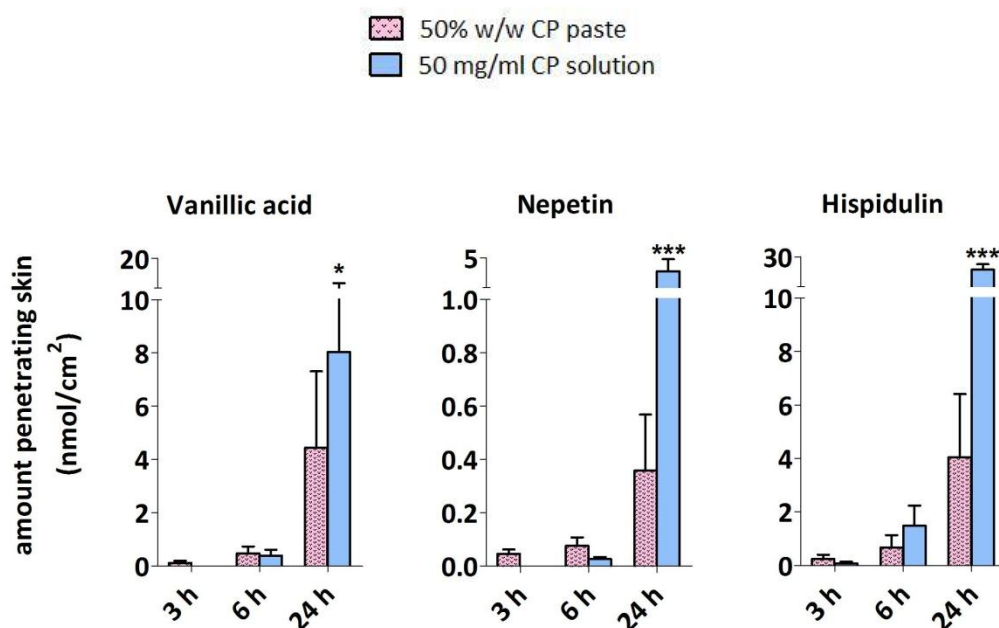 50% w/w CP paste
50 mg/ml CP solution
Vanillic acid
Nepetin
Hispidulin
amount penetrating skin
(nmol/cm²)
20
10
8
6
4
2
0
*
3 h
6 h
24 h
5
1.0
0.8
0.6
0.4
0.2
0.0
***
3 h
6 h
24 h
30
10
8
6
4
2
0
***
3 h
6 h
24 h